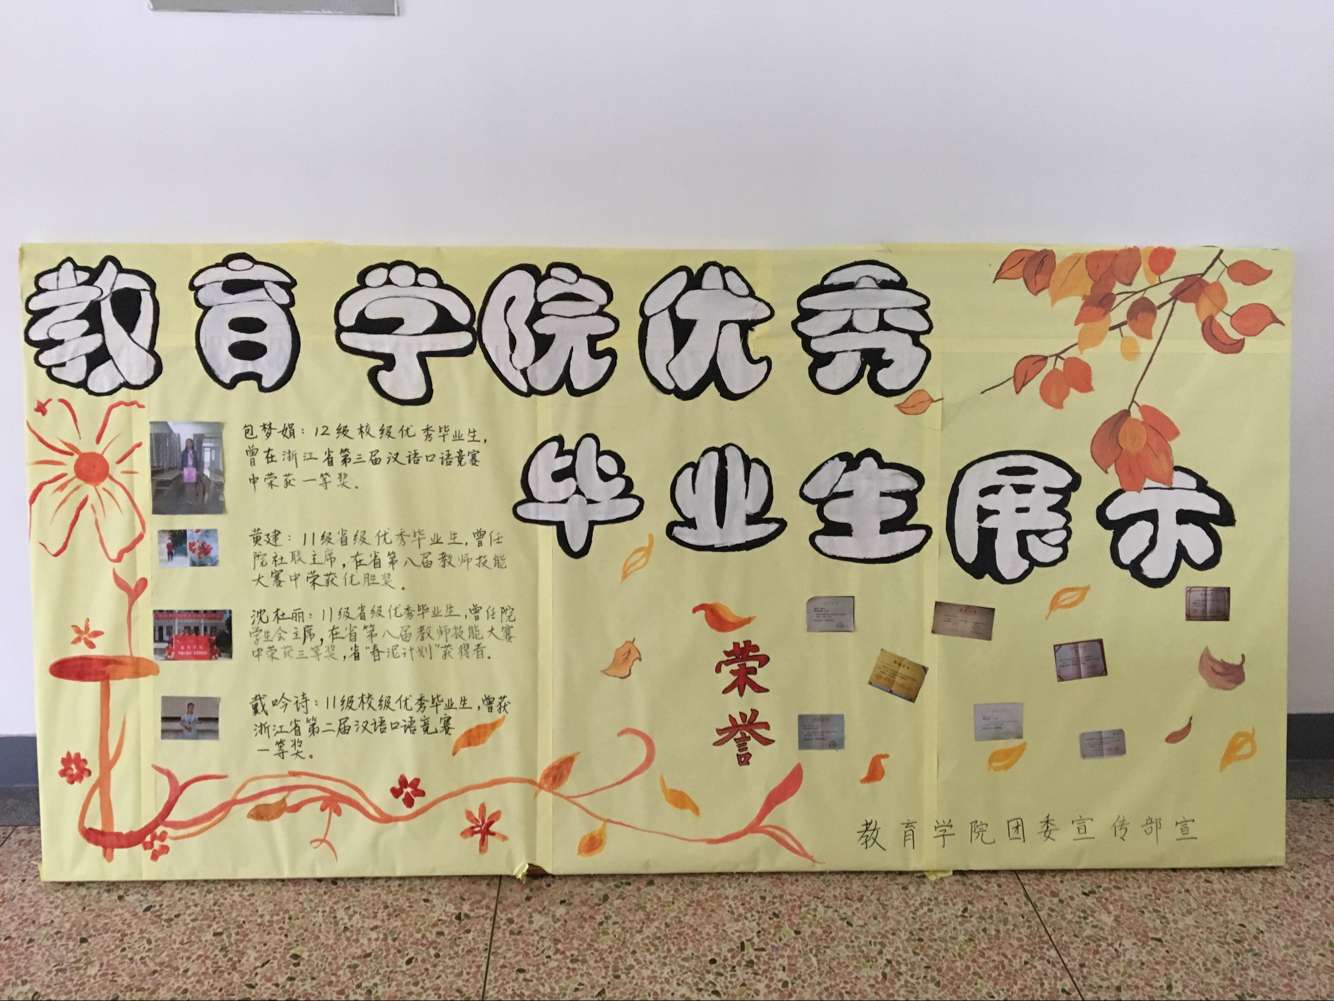 教育学院优秀
毕业生展示
包梦娟：12级校级优秀毕业生，
曾在浙江省第三届汉语口语竞赛
中荣获一等奖。
黄建：11级省级优秀毕业生，曾任
院社联主席，在省第八届教师技能
大赛中荣获优胜奖。
沈杜丽：11级省级优秀毕业生，曾任院
学生会主席，在省第八届教师技能大赛
中荣获三等奖，省“春泥计划”获得者。
戴吟诗：11级校级优秀毕业生，曾获
浙江省第二届汉语口语竞赛
一等奖。
荣誉
教育学院团委宣传部宣